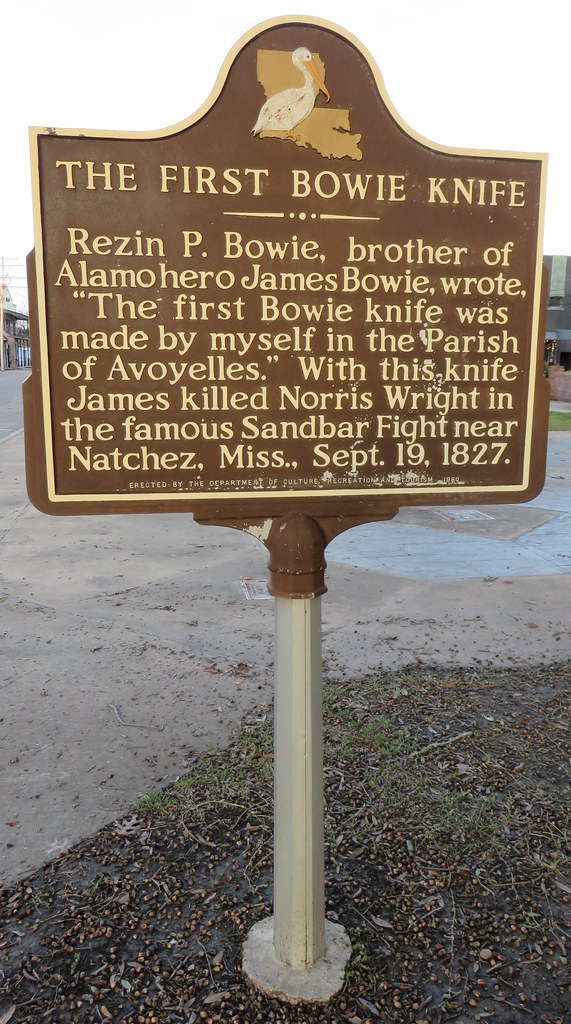 THE FIRST BOWIE KNIFE
Rezin P. Bowie, brother of
Alamo hero James Bowie, wrote,
"The first Bowie knife was
made by myself in the Parish
of Avoyelles." With this knife
James killed Norris Wright in
the famous Sandbar Fight near
Natchez, Miss., Sept. 19, 1827.
ERECTED BY THE DEPARTMENT OF CULTURE, RECREATION AND TOURISM